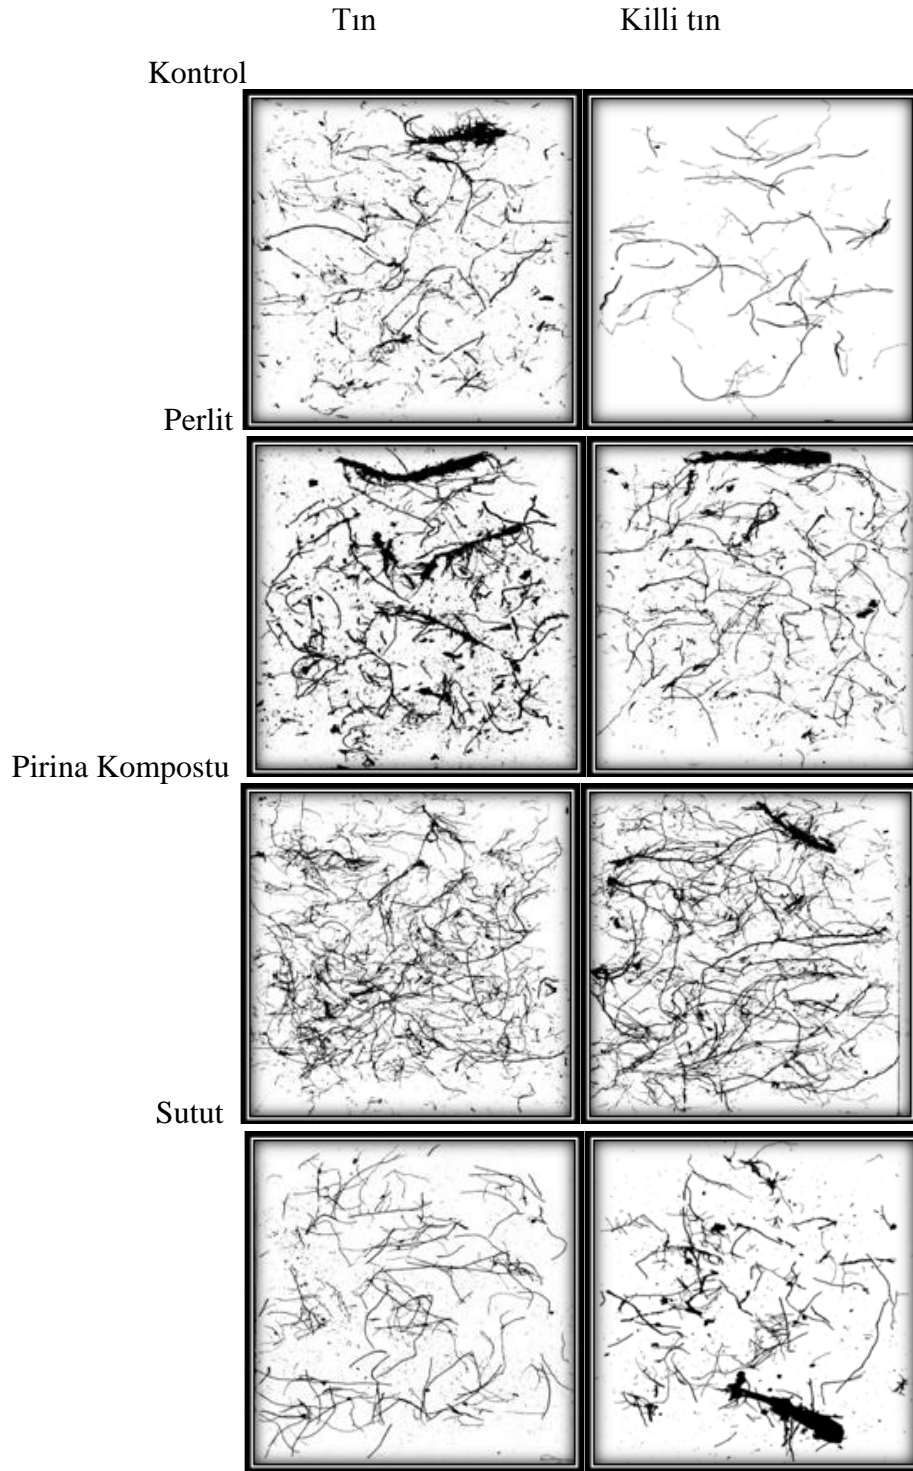 Tın Killi tın
Kontrol
Perlit
Pirina Kompostu
Sutut